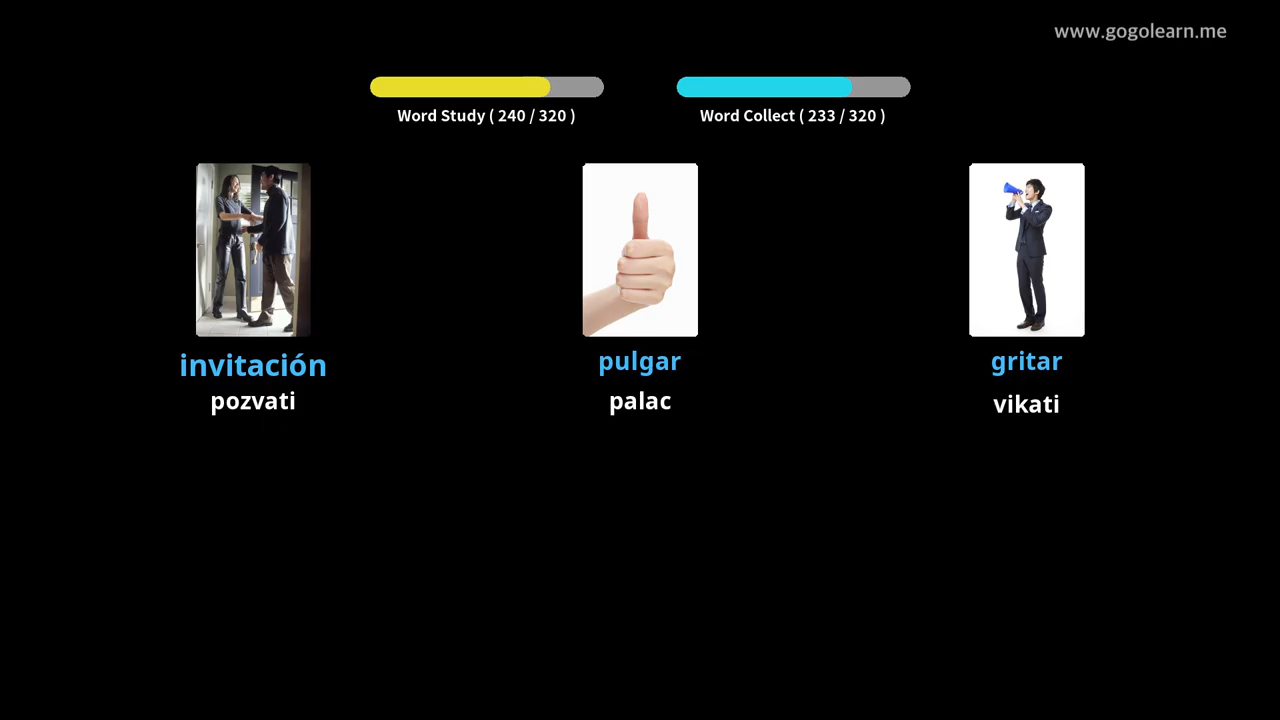 www.gogolearn.me
Word Study ( 240 / 320 )
Word Collect ( 233 / 320 )
invitación
pozvati
pulgar
palac
gritar
vikati